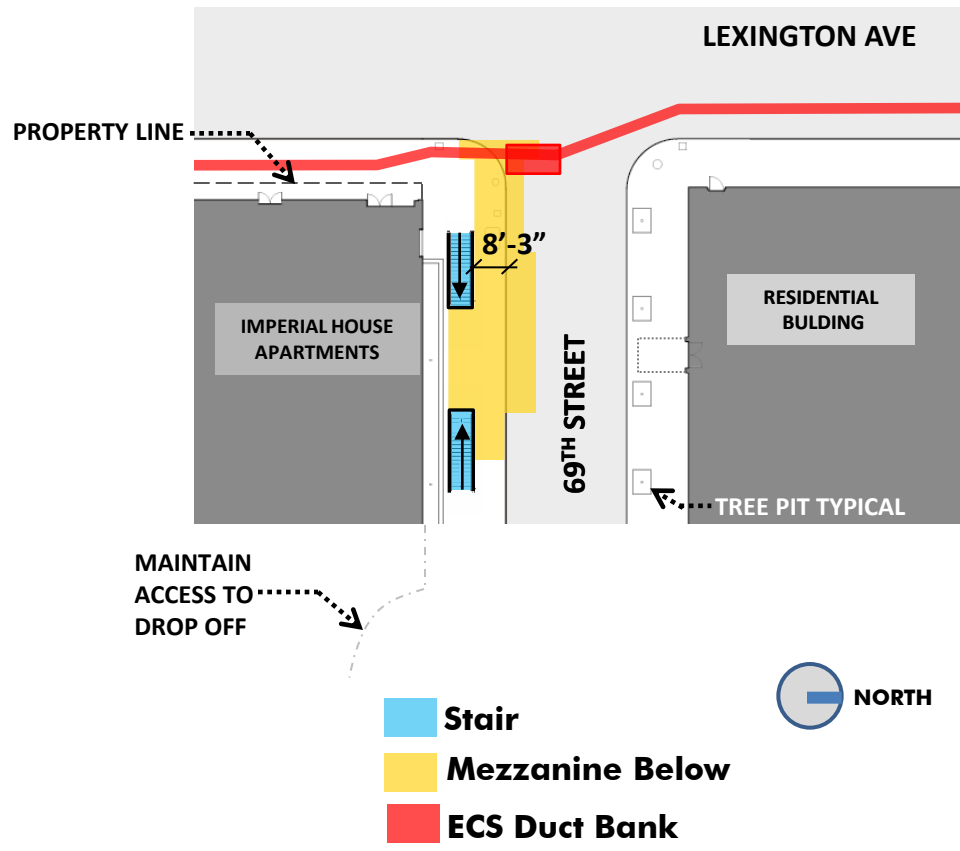 LEXINGTON AVE
PROPERTY LINE
8’-3”
IMPERIAL HOUSE
APARTMENTS
RESIDENTIAL
BULDING
69TH STREET
TREE PIT TYPICAL
MAINTAIN
ACCESS TO
DROP OFF
NORTH
Stair
Mezzanine Below
ECS Duct Bank